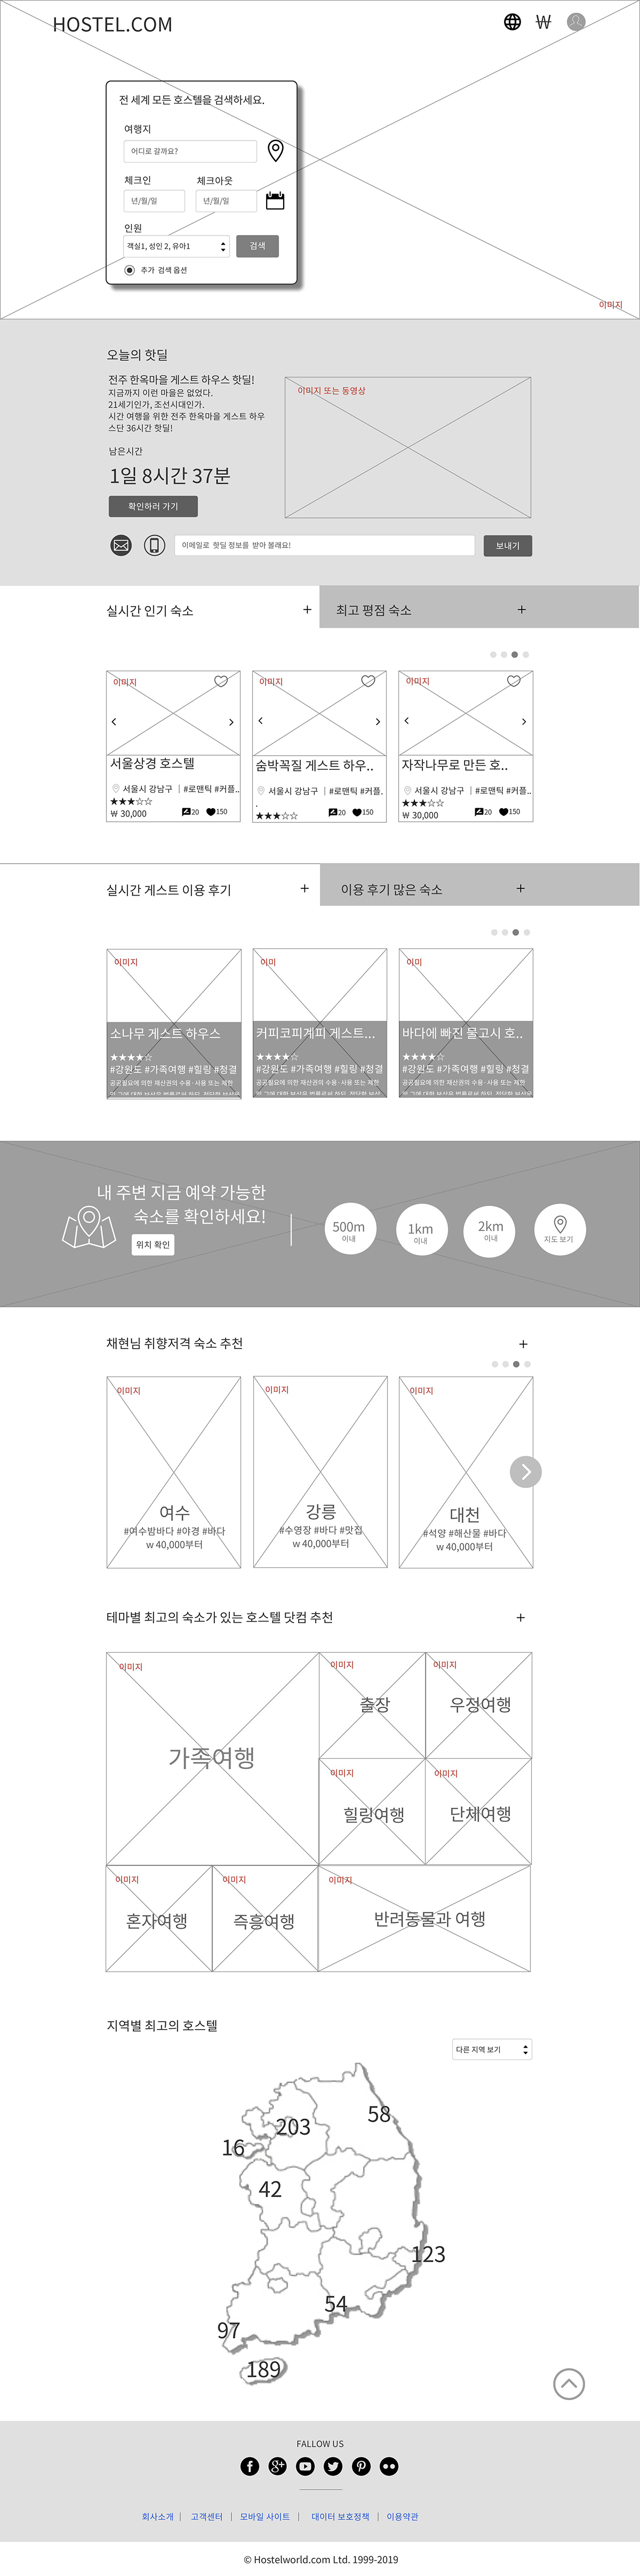 HOSTEL.COM
전 세계 모든 호스텔을 검색하세요.
여행지
어디로 갈까요?
체크인 체크아웃
년/월/일 년/월/일
인원
객실1, 성인 2, 유아1 검색
추가 검색 옵션
이미지
오늘의 핫딜
전주 한옥마을 게스트 하우스 핫딜!
지금까지 이런 마을은 없었다.
21세기인가, 조선시대인가.
시간 여행을 위한 전주 한옥마을 게스트 하우
스단 36시간 핫딜!
이미지 또는 동영상
남은시간
1일 8시간 37분
확인하러 가기
이메일로 핫딜 정보를 받아 볼래요! 보내기
실시간 인기 숙소 + 최고 평점 숙소 +
이미지 이미지 이미지
서울상경 호스텔 숨박꼭질 게스트 하우.. 자작나무로 만든 호..
서울시 강남구 | #로맨틱 #커플.. 서울시 강남구 | #로맨틱 #커플. 서울시 강남구 | #로맨틱 #커플..
.
★★★☆☆ ★★★☆☆ ★★★☆☆
₩ 30,000 20 150 20 150 ₩ 30,000 20 150
실시간 게스트 이용 후기 + 이용 후기 많은 숙소 +
이미지 이미 이미
소나무 게스트 하우스 커피코피계피 게스트... 바다에 빠진 물고시 호..
★★★★☆ ★★★★☆ ★★★★☆
#강원도 #가족여행 #힐링 #청결 #강원도 #가족여행 #힐링 #청결 #강원도 #가족여행 #힐링 #청결
공공필요에 의한 재산권의 수용·사용 또는 제한 공공필요에 의한 재산권의 수용·사용 또는 제한 공공필요에 의한 재산권의 수용·사용 또는 제한
내 주변 지금 예약 가능한
숙소를 확인하세요!
위치 확인
500m 1km 2km
이내 이내 이내 지도 보기
채현님 취향저격 숙소 추천 +
이미지 이미지 이미지
여수 강릉 대천
#여수밤바다 #야경 #바다 #수영장 #바다 #맛집 #석양 #해산물 #바다
w 40,000부터 w 40,000부터 w 40,000부터
테마별 최고의 숙소가 있는 호스텔 닷컴 추천 +
이미지 이미지 이미지
출장 우정여행
가족여행
이미지 이미지
힐랑여행 단체여행
이미지 이미지 이미지
혼자여행 즉흥여행 반려동물과 여행
지역별 최고의 호스텔
다른 지역 보기
58
203
16
42
123
54
97
189
FALLOW US
회사소개 | 고객센터 | 모바일 사이트 | 데이터 보호정책 | 이용약관
© Hostelworld.com Ltd. 1999-2019